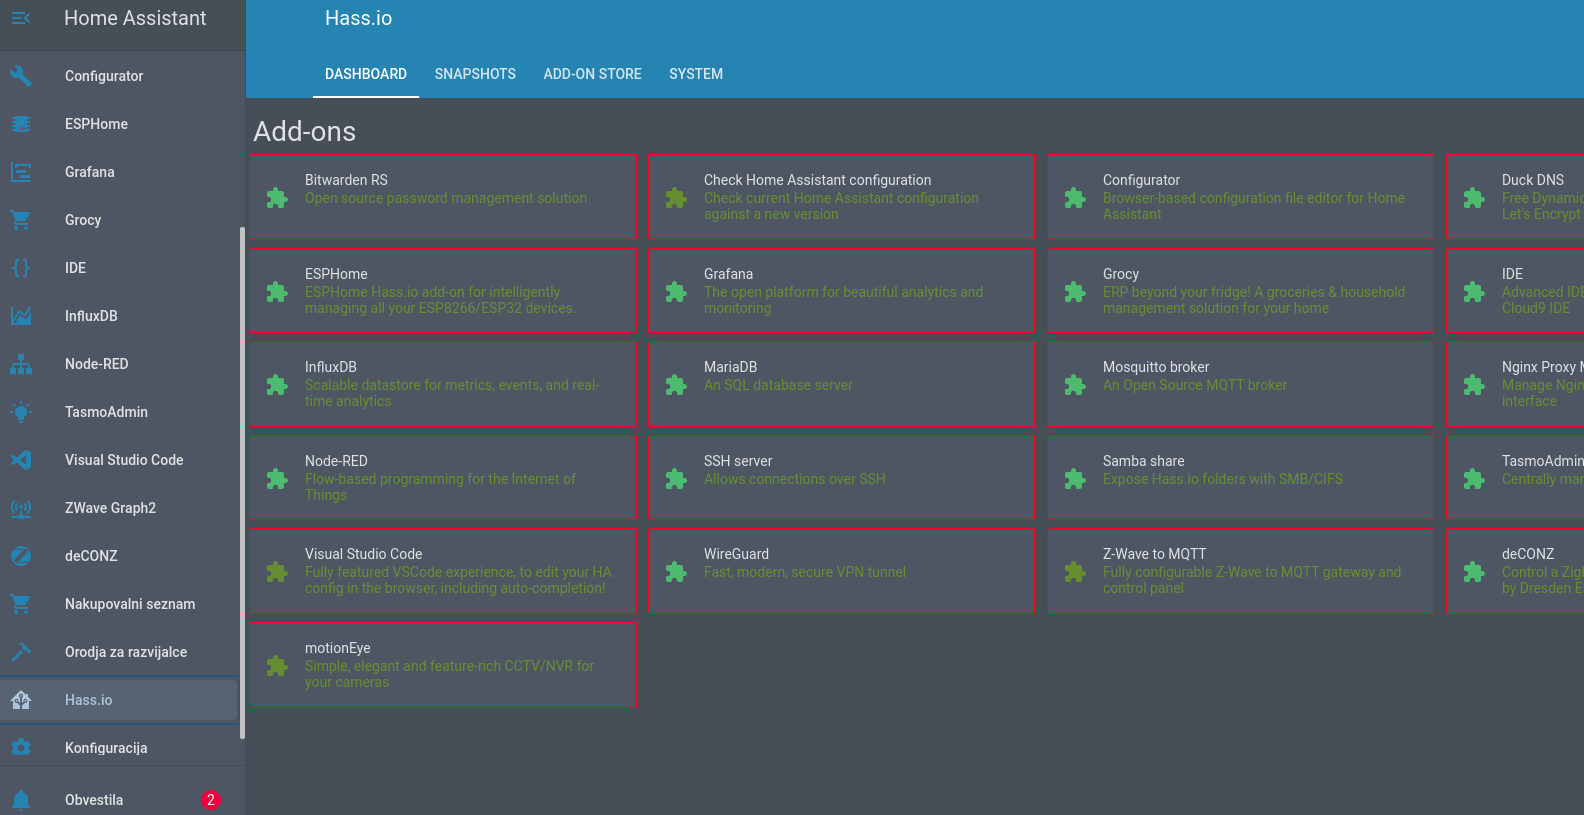 Home Assistant
Configurator
ESPHome
Grafana
Grocy
IDE
InfluxDB
Node-RED
TasmoAdmin
Visual Studio Code
ZWave Graph2
deCONZ
Nakupovalni seznam
Orodja za razvijalce
Hass.io
Konfiguracija
Obvestila 2
Hass.io
DASHBOARD SNAPSHOTS ADD-ON STORE SYSTEM
Add-ons
Bitwarden RS
Open source password management solution
Check Home Assistant configuration
Check current Home Assistant configuration
against a new version
Configurator
Browser-based configuration file editor for Home
Assistant
Duck DNS
Free Dynamic
Let's Encrypt
ESPHome
ESPHome Hass.io add-on for intelligently
managing all your ESP8266/ESP32 devices.
Grafana
The open platform for beautiful analytics and
monitoring
Grocy
ERP beyond your fridge! A groceries & household
management solution for your home
IDE
Advanced IDE
Cloud9 IDE
InfluxDB
Scalable datastore for metrics, events, and real-
time analytics
MariaDB
An SQL database server
Mosquitto broker
An Open Source MQTT broker
Nginx Proxy M
Manage Ngin
interface
Node-RED
Flow-based programming for the Internet of
Things
SSH server
Allows connections over SSH
Samba share
Expose Hass.io folders with SMB/CIFS
TasmoAdmin
Centrally mar
Visual Studio Code
Fully featured VSCode experience, to edit your HA
config in the browser, including auto-completion!
WireGuard
Fast, modern, secure VPN tunnel
Z-Wave to MQTT
Fully configurable Z-Wave to MQTT gateway and
control panel
deCONZ
Control a Zigl
by Dresden E
motionEye
Simple, elegant and feature-rich CCTV/NVR for
your cameras